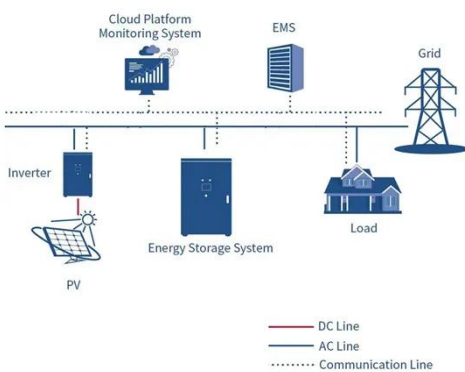 Cloud Platform
Monitoring System
EMS
Grid
Inverter
Energy Storage System
Load
PV
DC Line
AC Line
Communication Line